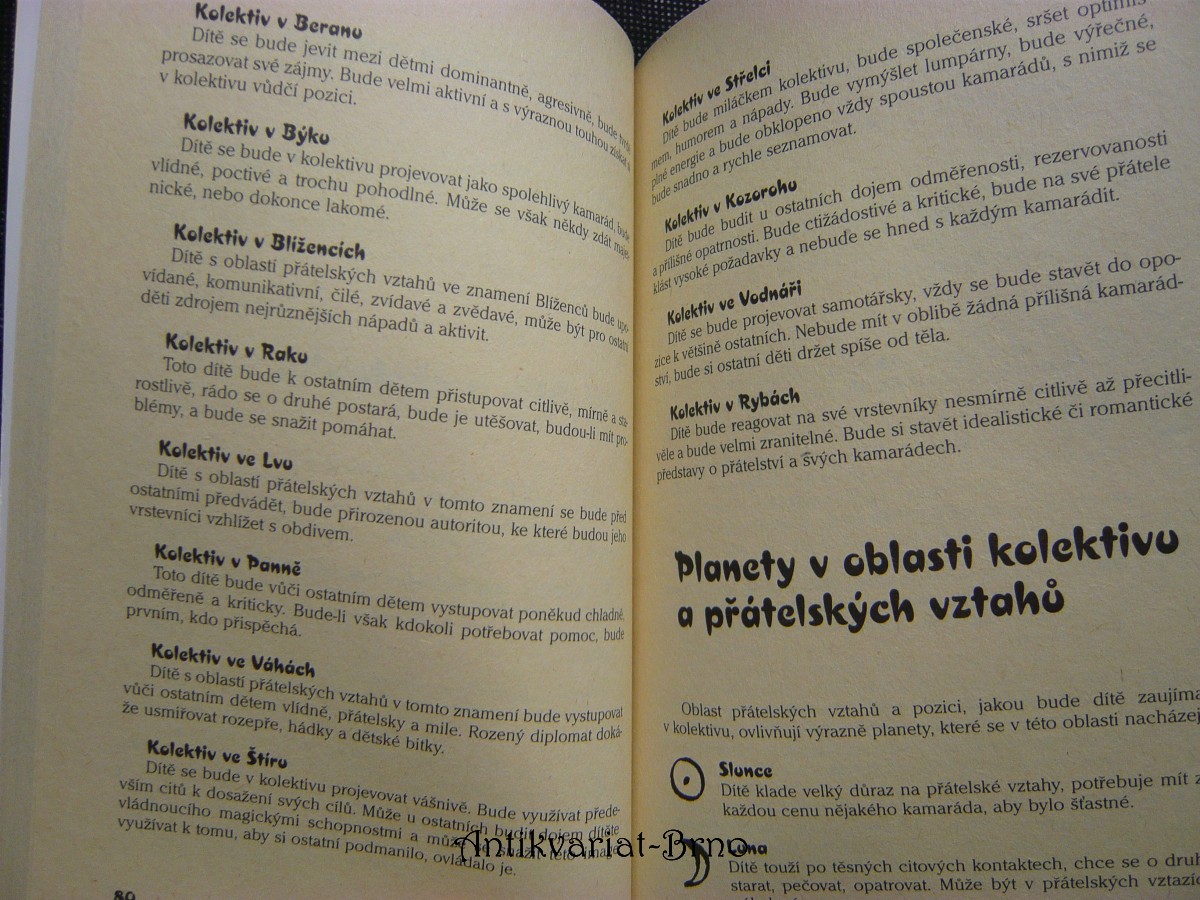 Kolektiv v Beranu
Dítě se bude jevit mezi dětmi dominantně, agresivně, bude
prosazovat své zájmy. Bude velmi aktivní a s výraznou touhou získat si
v kolektivu vůdčí pozici.
Kolektiv v Býku
Dítě se bude v kolektivu projevovat jako spolehlivý kamarád, bude
vlídné, poctivé a trochu pohodlné. Může se však někdy zdát majet-
nické, nebo dokonce lakomé.
Kolektiv v Blížencích
Dítě s oblastí přátelských vztahů ve znamení Blíženců bude upo-
vídané, komunikativní, čilé, zvídavé a zvědavé, může být pro ostatní
děti zdrojem nejrůznějších nápadů a aktivit.
Kolektiv v Raku
Toto dítě bude k ostatním dětem přistupovat citlivě, mírně a sta-
rostlivě, rádo se o druhé postará, bude je utěšovat, budou-li mít pro-
blémy, a bude se snažit pomáhat.
Kolektiv ve Lvu
Dítě s oblastí přátelských vztahů v tomto znamení se bude před
ostatními předvádět, bude přirozenou autoritou, ke které budou jeho
vrstevníci vzhlížet s obdivem.
Kolektiv v Panně
Toto dítě bude vůči ostatním dětem vystupovat poněkud chladně,
odměřeně a kriticky. Bude-li však kdokoli potřebovat pomoc, bude
prvním, kdo přispěchá.
Kolektiv ve Váhách
Dítě s oblastí přátelských vztahů v tomto znamení bude vystupovat
vůči ostatním dětem vlídně, přátelsky a mile. Rozený diplomat doká-
že usmiřovat rozepře, hádky a dětské bitky.
Kolektiv ve Štíru
Dítě se bude v kolektivu projevovat vášnivě. Bude využívat přede-
vším citů k dosažení svých cílů. Může u ostatních budit dojem dítěte
vládnoucího magickými schopnostmi a může se snažit této image
využívat k tomu, aby si ostatní podmanilo, ovládalo je.
80
Kolektiv ve Střelci
Dítě bude miláčkem kolektivu, bude společenské, sršet optimis-
mem, humorem a nápady. Bude vymýšlet lumpárny, bude výřečné,
plné energie a bude obklopeno vždy spoustou kamarádů, s nimiž se
bude snadno a rychle seznamovat.
Kolektiv v Kozorohu
Dítě bude budit u ostatních dojem odměřenosti, rezervovanosti
a přílišné opatrnosti. Bude ctižádostivé a kritické, bude na své přátele
klást vysoké požadavky a nebude se hned s každým kamarádit.
Kolektiv ve Vodnáři
Dítě se bude projevovat samotářsky, vždy se bude stavět do opo-
zice k většině ostatních. Nebude mít v oblibě žádná přílišná kamarád-
ství, bude si ostatní děti držet spíše od těla.
Kolektiv v Rybách
Dítě bude reagovat na své vrstevníky nesmírně citlivě až přecitli-
věle a bude velmi zranitelné. Bude si stavět idealistické či romantické
představy o přátelství a svých kamarádech.
Planety v oblasti kolektivu
a přátelských vztahů
Oblast přátelských vztahů a pozici, jakou bude dítě zaujíma
v kolektivu, ovlivňují výrazně planety, které se v této oblasti nacházej
Slunce
Dítě klade velký důraz na přátelské vztahy, potřebuje mít z
každou cenu nějakého kamaráda, aby bylo šťastné.
Luna
Dítě touží po těsných citových kontaktech, chce se o druh
starat, pečovat, opatrovat. Může být v přátelských vztazíc
Antikvariat-Brno